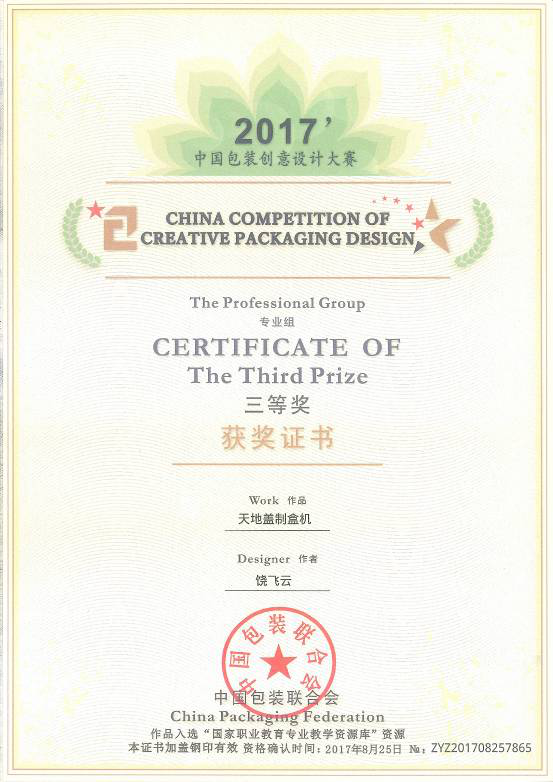 2017’
中国包装创意设计大赛
CHINA COMPETITION OF
CREATIVE PACKAGING DESIGN
The Professional Group
专业组
CERTIFICATE OF
The Third Prize
三等奖
获奖证书
Work 作品
天地盖制盒机
Designer 作者
饶飞云
中国包装联合会
中国包装联合会
China Packaging Federation
作品入选“国家职业教育专业教学资源库”资源
本证书加盖钢印有效 资格确认时间：2017年8月25日 №：ZYZ201708257865